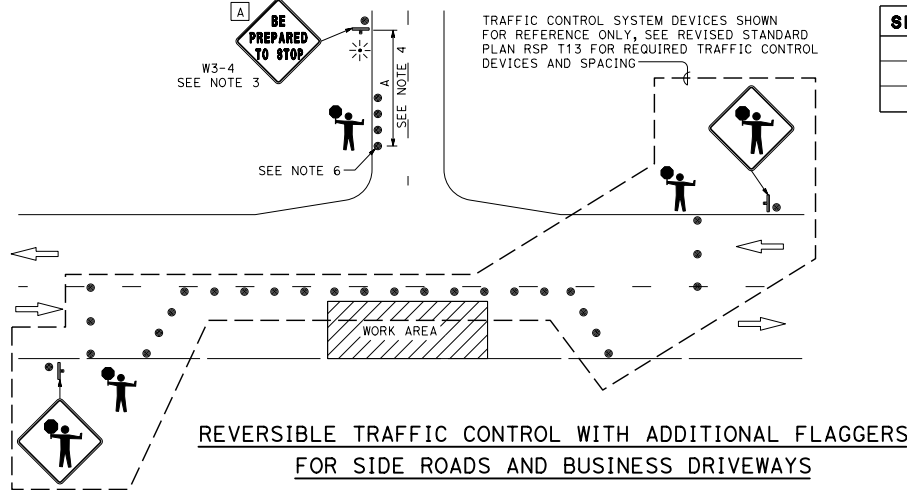 A
BE
PREPARED
TO STOP
W3-4
SEE NOTE 3
A
SEE NOTE 4
SEE NOTE 6
TRAFFIC CONTROL SYSTEM DEVICES SHOWN
FOR REFERENCE ONLY, SEE REVISED STANDARD
PLAN RSP T13 FOR REQUIRED TRAFFIC CONTROL
DEVICES AND SPACING
WORK AREA
REVERSIBLE TRAFFIC CONTROL WITH ADDITIONAL FLAGGERS
FOR SIDE ROADS AND BUSINESS DRIVEWAYS